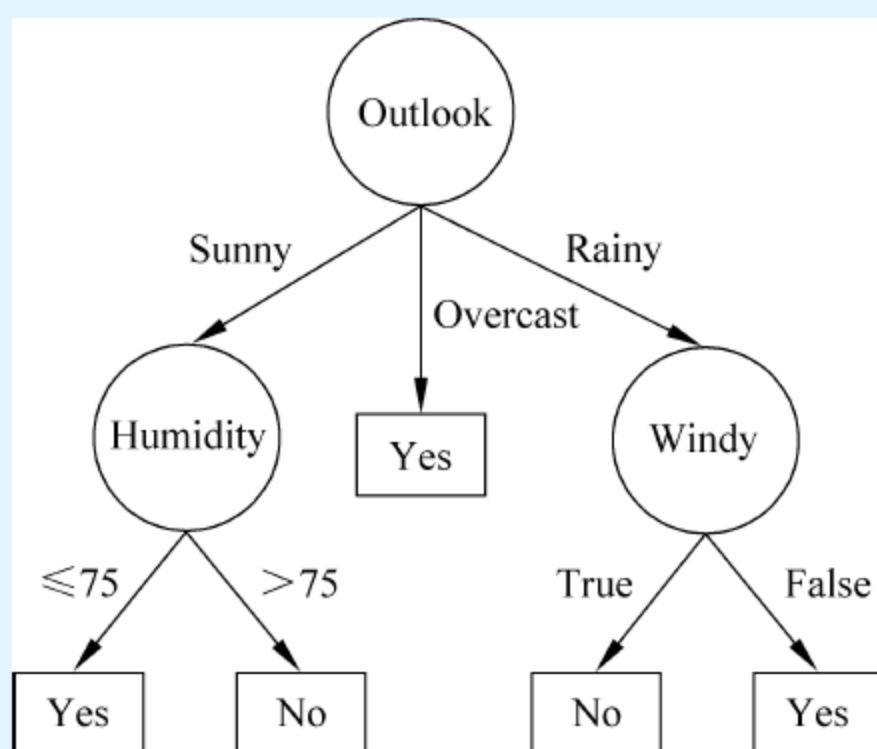 Outlook
Sunny
Rainy
Overcast
Humidity
Yes
Windy
⩽75
>75
True
False
Yes
No
No
Yes